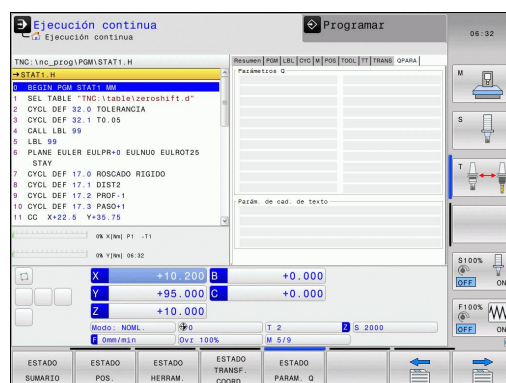 Ejecución continua
Ejecución continua
Programar
06:32
TNC:\nc_prog\PGM\STAT1.H
→STAT1.H
0 BEGIN PGM STAT1 MM
1 SEL TABLE "TNC:\table\zeroshift.d"
2 CYCL DEF 32.0 TOLERANCIA
3 CYCL DEF 32.1 T0.05
4 CALL LBL 99
5 LBL 99
6 PLANE EULER EULPR+0 EULNU0 EULROT25
STAY
7 CYCL DEF 17.0 ROSCADO RIGIDO
8 CYCL DEF 17.1 DIST2
9 CYCL DEF 17.2 PROF-1
10 CYCL DEF 17.3 PASO+1
11 CC X+22.5 Y+35.75
Resumen PGM LBL CYC M POS TOOL TT TRANS QPARA
Parámetros Q
Parám. de cad. de texto
0% X[Nm] P1 -T1
0% Y[Nm] 06:32
X +10.200 B +0.000
Y +95.000 C +0.000
Z +10.000
Modo: NOML. 0 T 2 Z S 2000
F 0mm/min Ovr 100% M 5/9
M
S
T
S100%
OFF ON
F100%
OFF ON
ESTADO SUMARIO
ESTADO POS.
ESTADO HERRAM.
ESTADO TRANSF. COORD.
ESTADO PARAM. Q